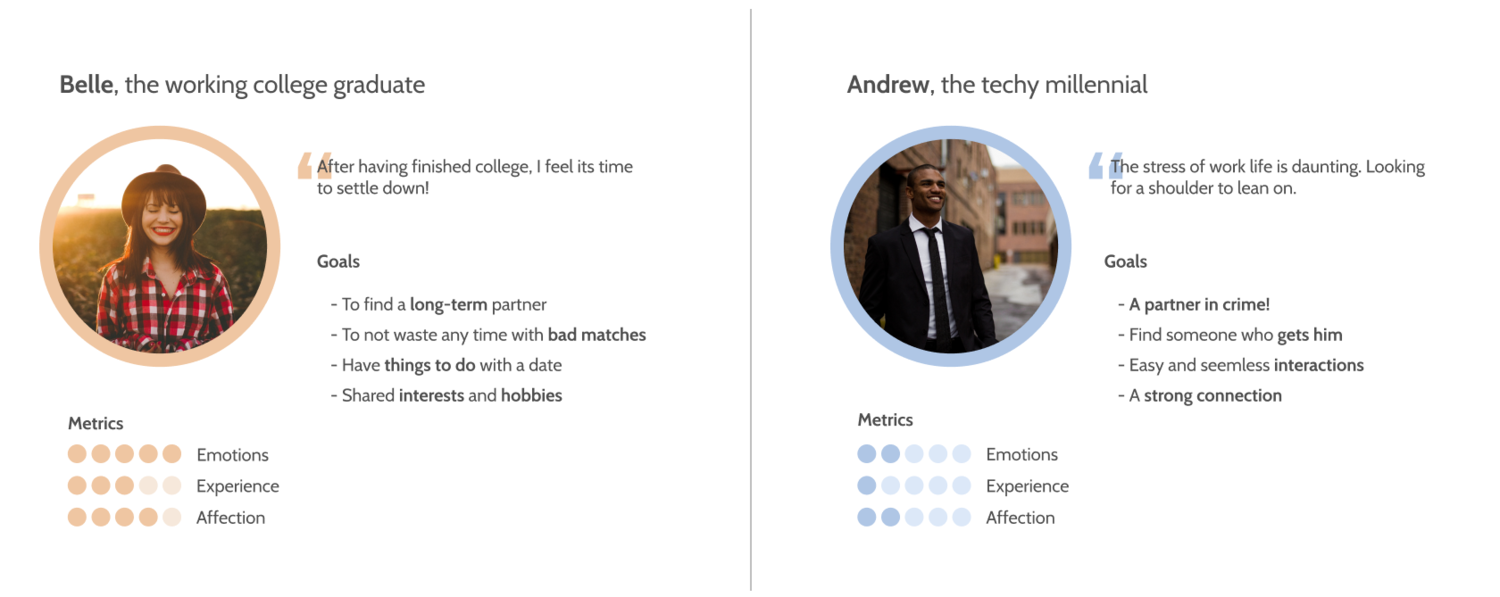 Belle, the working college graduate
“
After having finished college, I feel its time
to settle down!
Goals
- To find a long-term partner
- To not waste any time with bad matches
- Have things to do with a date
- Shared interests and hobbies
Metrics
Emotions
Experience
Affection
Andrew, the techy millennial
“
The stress of work life is daunting. Looking
for a shoulder to lean on.
Goals
- A partner in crime!
- Find someone who gets him
- Easy and seemless interactions
- A strong connection
Metrics
Emotions
Experience
Affection